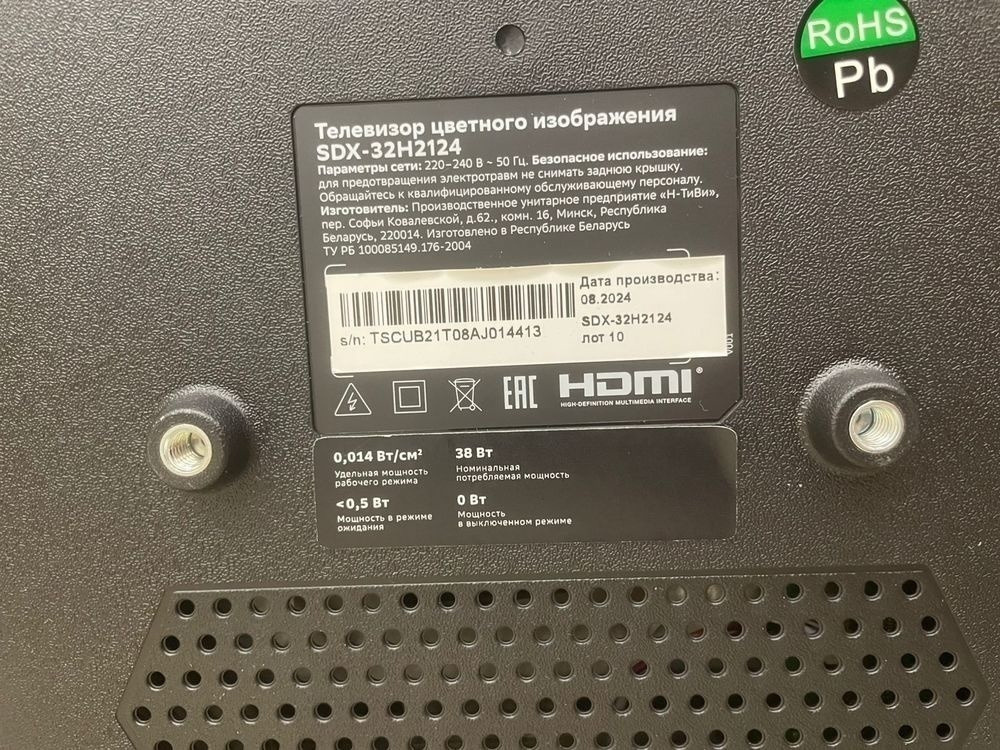 RoHS
Pb
Телевизор цветного изображения
SDX-32H2124
Параметры сети: 220–240 В ~ 50 Гц. Безопасное использование:
для предотвращения электротравм не снимать заднюю крышку.
Обращайтесь к квалифицированному обслуживающему персоналу.
Изготовитель: Производственное унитарное предприятие «Н-ТиВи»,
пер. Софьи Ковалевской, д.62., комн. 16, Минск, Республика
Беларусь, 220014. Изготовлено в Республике Беларусь
ТУ РБ 100085149.176-2004
Дата производства:
08.2024
SDX-32H2124
лот 10
s/n: TSCUB21T08AJ014413
V001
EAC
HDMI®
HIGH-DEFINITION MULTIMEDIA INTERFACE
0,014 Вт/см²
Удельная мощность
рабочего режима
38 Вт
Номинальная
потребляемая мощность
<0,5 Вт
Мощность в режиме
ожидания
0 Вт
Мощность
в выключенном режиме